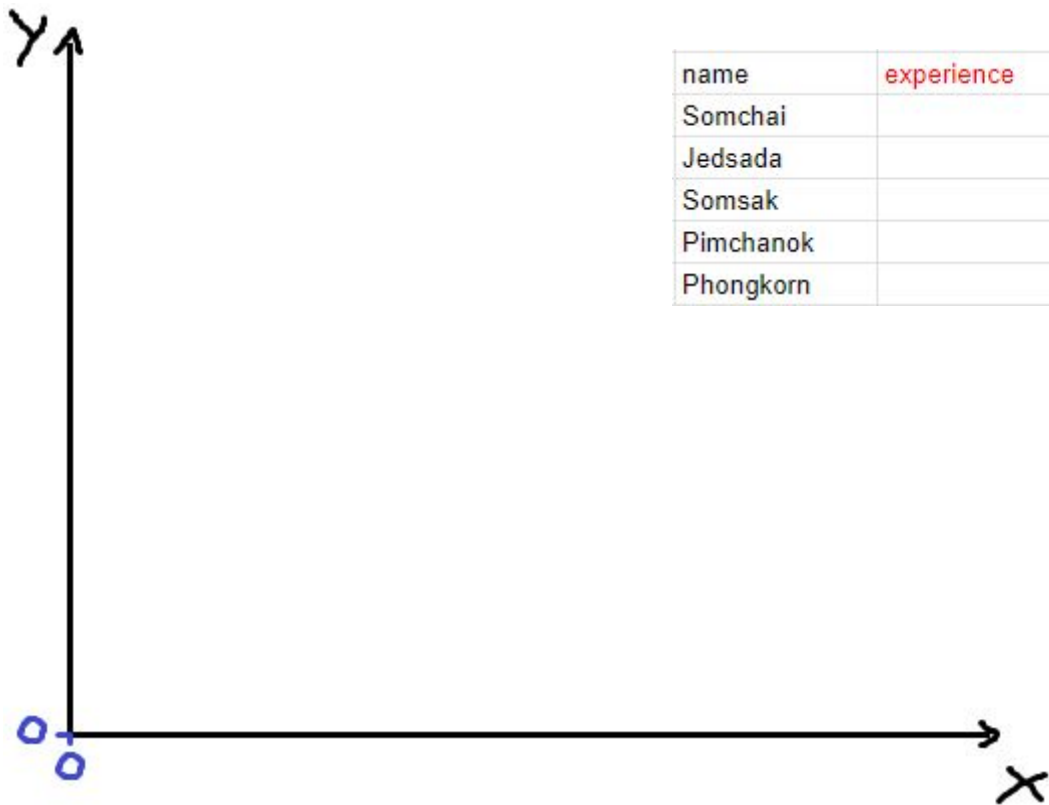 Y
name experience
Somchai
Jedsada
Somsak
Pimchanok
Phongkorn
0
0
X